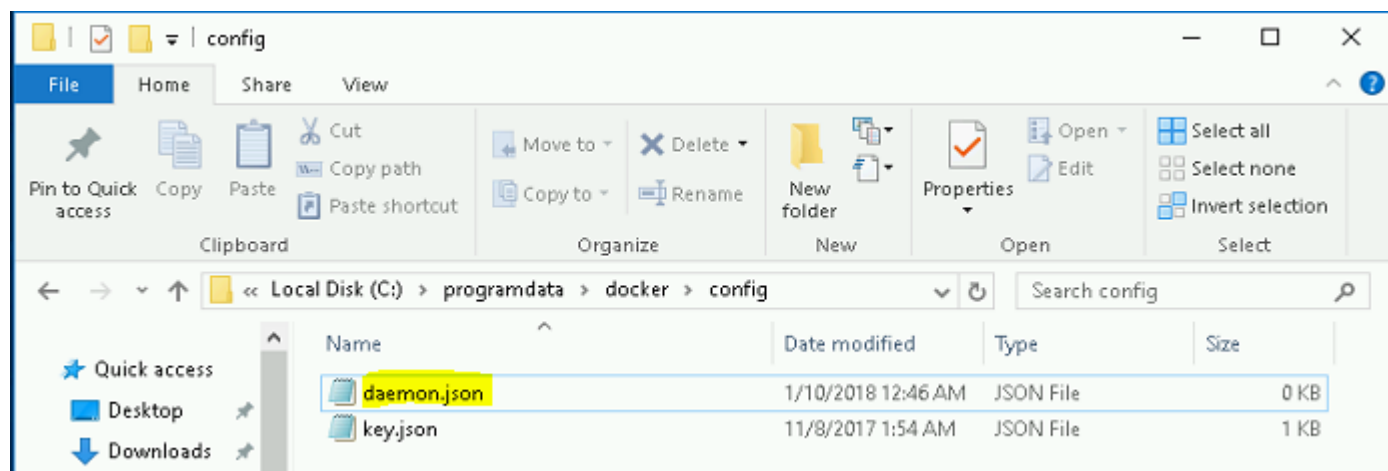 config
File Home Share View
Pin to Quick access
Copy
Paste
Cut
Copy path
Paste shortcut
Clipboard
Move to
Copy to
Delete
Rename
Organize
New folder
New
Properties
Open
Edit
Open
Select all
Select none
Invert selection
Select
« Local Disk (C:) > programdata > docker > config
Search config
Quick access
Desktop
Downloads
Name Date modified Type Size
daemon.json 1/10/2018 12:46 AM JSON File 0 KB
key.json 11/8/2017 1:54 AM JSON File 1 KB